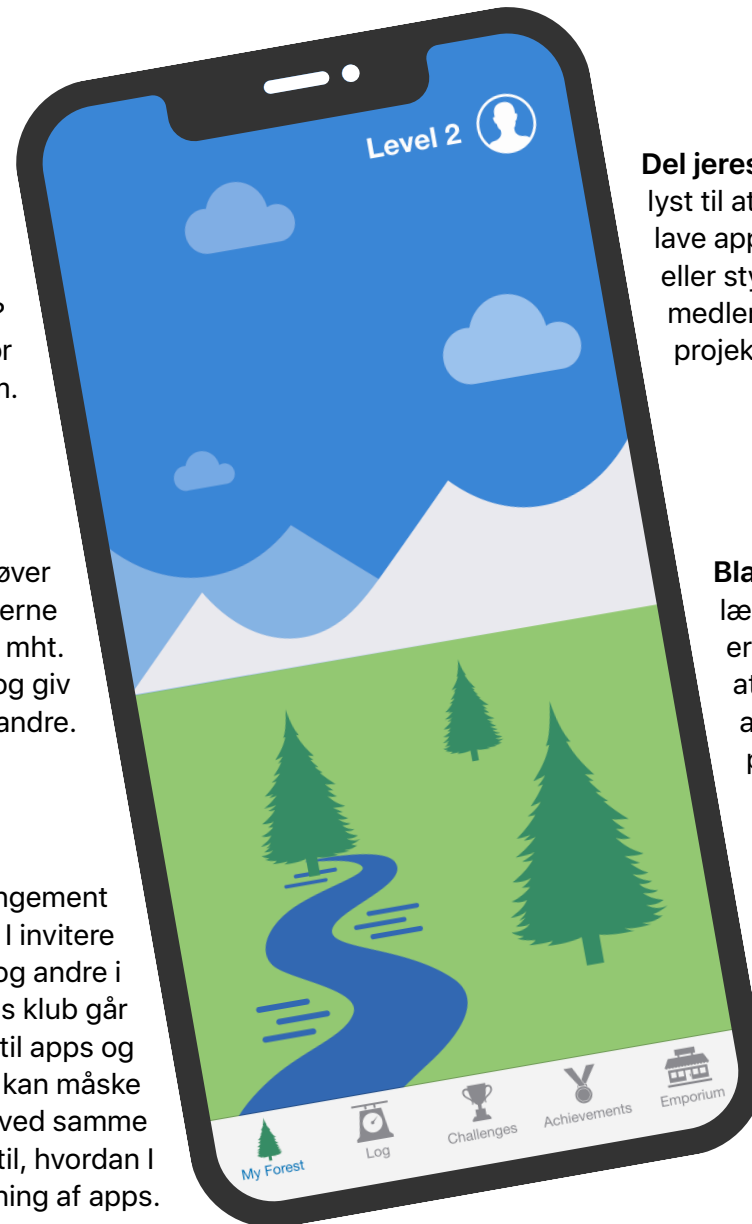 ?
or
n.
øver
erne
mht.
og giv
andre.
ngement
I invitere
og andre i
s klub går
til apps og
kan måske
ved samme
til, hvordan I
ning af apps.
Level 2
My Forest
Log
Challenges
Achievements
Emporium
Del jeres
lyst til at
lave app
eller sty
medler
projek
Bla
læ
er
at
a
p